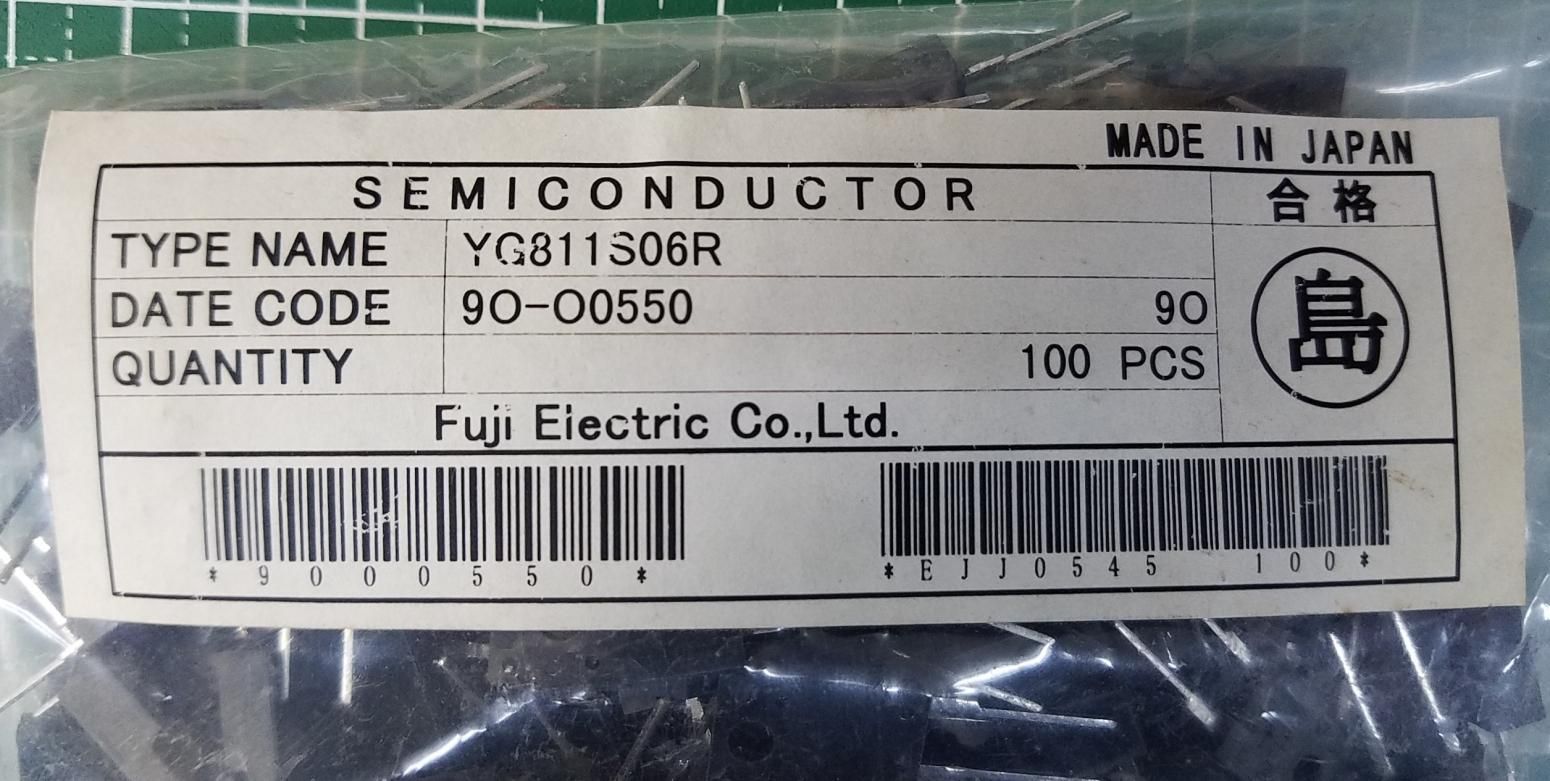 MADE IN JAPAN
SEMICONDUCTOR
合格
TYPE NAME YG811S06R
DATE CODE 9O-O0550 9O
QUANTITY 100 PCS
島
Fuji Electric Co.,Ltd.
*9000550*
*EJJ0545 100*